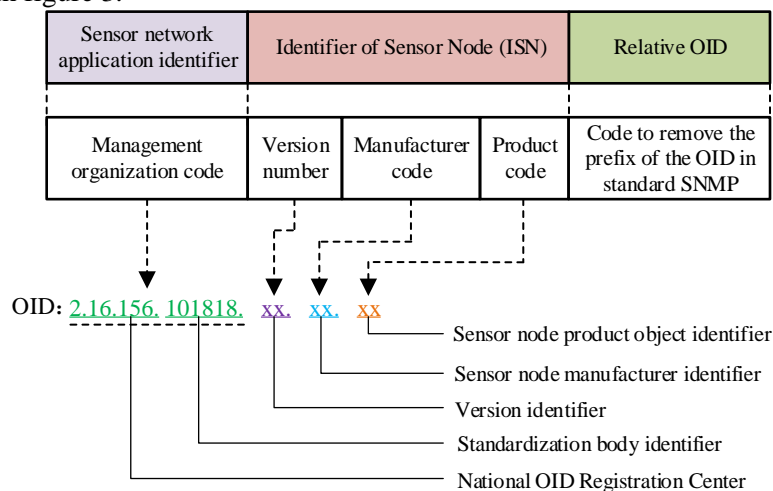 Sensor network
application identifier
Identifier of Sensor Node (ISN)
Relative OID
Management
organization code
Version
number
Manufacturer
code
Product
code
Code to remove the
prefix of the OID in
standard SNMP
OID: 2.16.156. 101818. xx. xx. xx
Sensor node product object identifier
Sensor node manufacturer identifier
Version identifier
Standardization body identifier
National OID Registration Center